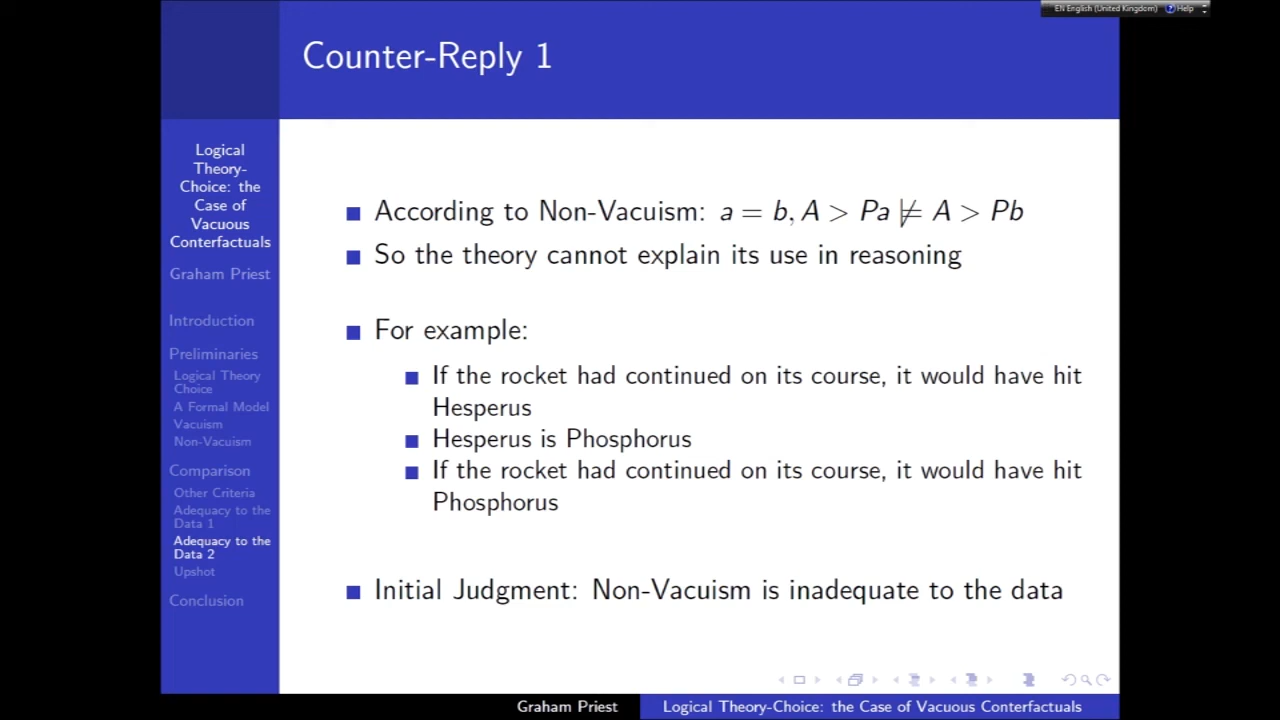 EN English (United Kingdom) ? Help
Counter-Reply 1
Logical
Theory-
Choice: the
Case of
Vacuous
Conterfactuals
Graham Priest
Introduction
Preliminaries
Logical Theory
Choice
A Formal Model
Vacuism
Non-Vacuism
Comparison
Other Criteria
Adequacy to the
Data 1
Adequacy to the
Data 2
Upshot
Conclusion
According to Non-Vacuism: a = b, A > Pa ⊭ A > Pb
So the theory cannot explain its use in reasoning
For example:
If the rocket had continued on its course, it would have hit
Hesperus
Hesperus is Phosphorus
If the rocket had continued on its course, it would have hit
Phosphorus
Initial Judgment: Non-Vacuism is inadequate to the data
Graham Priest
Logical Theory-Choice: the Case of Vacuous Conterfactuals